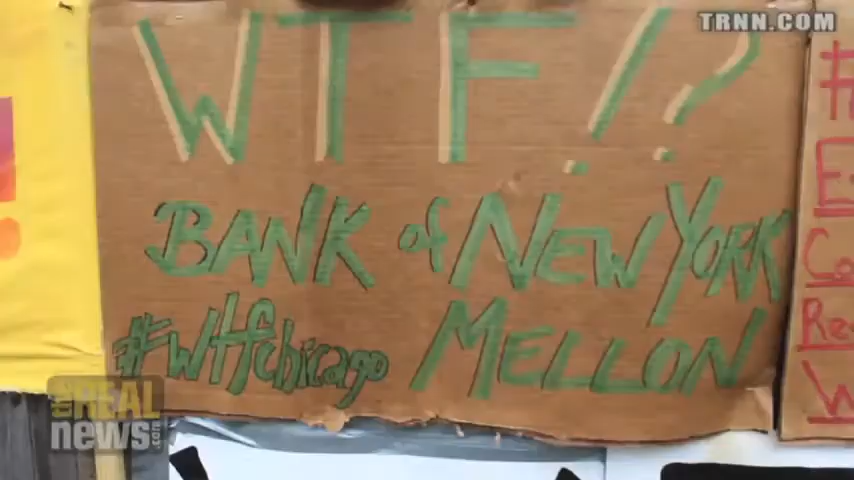 TRNN.COM
WTF!?
BANK of NEW YORK
MELLON
#wtfchicago
THE REAL
news.com